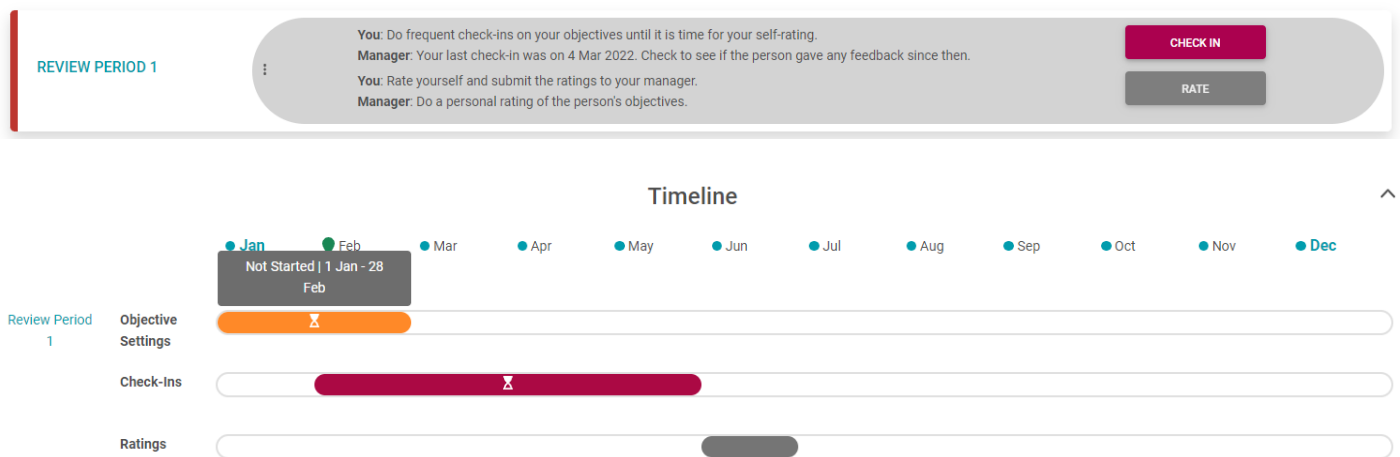 REVIEW PERIOD 1
You: Do frequent check-ins on your objectives until it is time for your self-rating.
Manager: Your last check-in was on 4 Mar 2022. Check to see if the person gave any feedback since then.
You: Rate yourself and submit the ratings to your manager.
Manager: Do a personal rating of the person's objectives.
CHECK IN
RATE
Timeline
Jan Feb Mar Apr May Jun Jul Aug Sep Oct Nov Dec
Not Started | 1 Jan - 28
Feb
Review Period
1
Objective
Settings
Check-Ins
Ratings